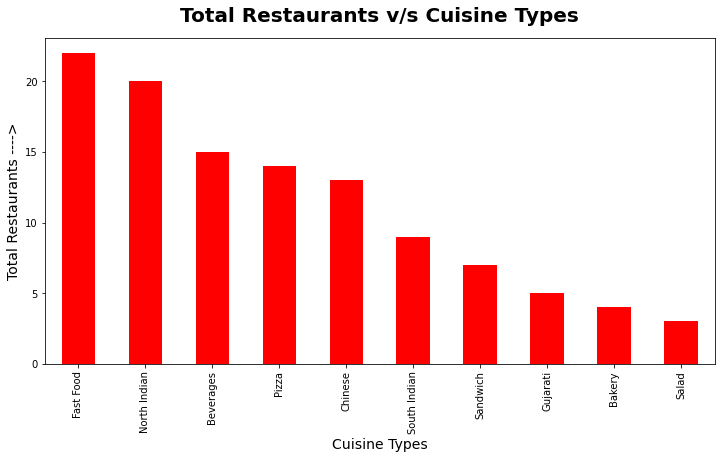 Total Restaurants v/s Cuisine Types
Total Restaurants ---->
20
15
10
5
0
Fast Food
North Indian
Beverages
Pizza
Chinese
South Indian
Sandwich
Gujarati
Bakery
Salad
Cuisine Types